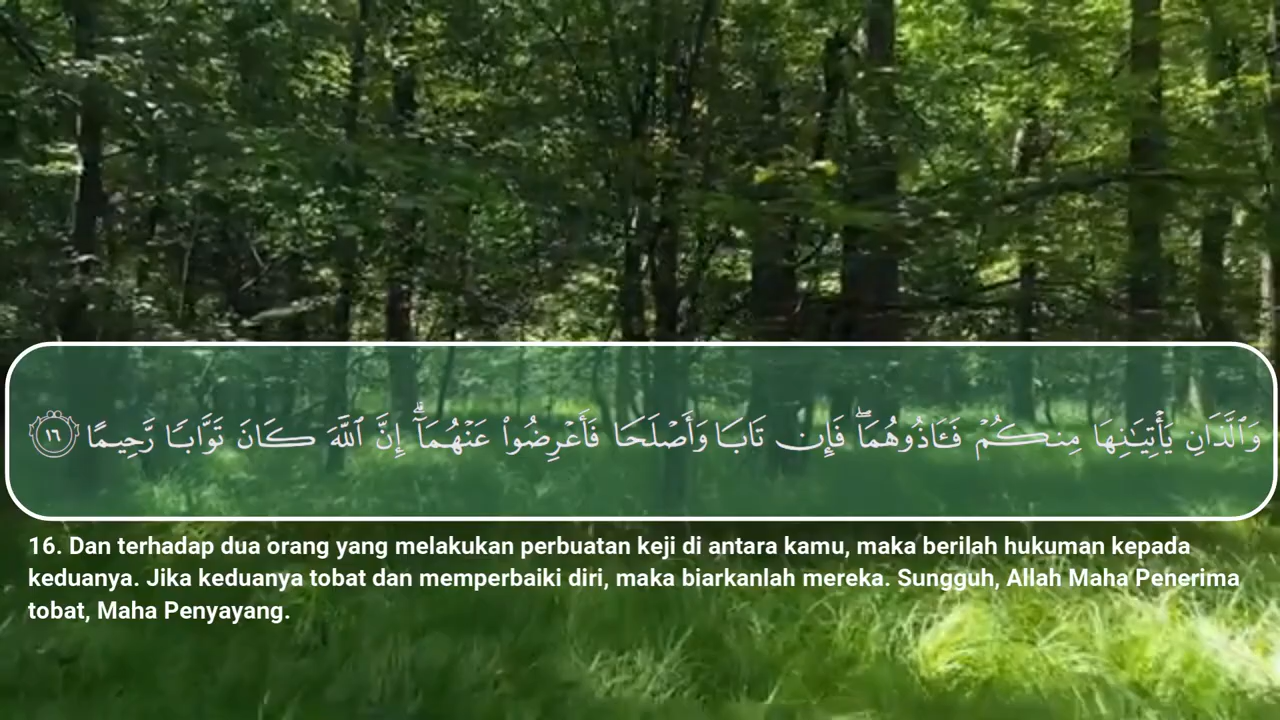 وَٱلَّذَانِ يَأْتِيَـٰنِهَا مِنكُمْ فَـَٔاذُوهُمَا ۖ فَإِن تَابَا وَأَصْلَحَا فَأَعْرِضُوا۟ عَنْهُمَآ ۗ إِنَّ ٱللَّهَ كَانَ تَوَّابًا رَّحِيمًا ١٦
16. Dan terhadap dua orang yang melakukan perbuatan keji di antara kamu, maka berilah hukuman kepada
keduanya. Jika keduanya tobat dan memperbaiki diri, maka biarkanlah mereka. Sungguh, Allah Maha Penerima
tobat, Maha Penyayang.